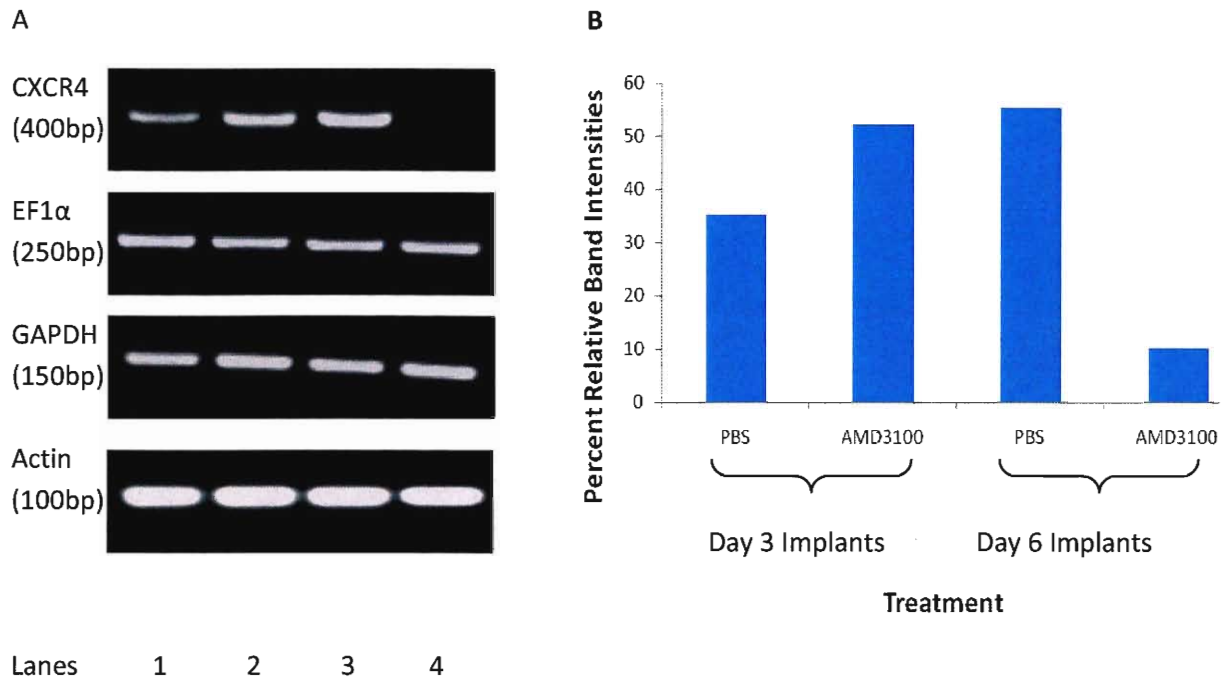 A
CXCR4
(400bp)
EF1α
(250bp)
GAPDH
(150bp)
Actin
(100bp)
Lanes 1 2 3 4
B
Percent Relative Band Intensities
60
50
40
30
20
10
0
PBS AMD3100 PBS AMD3100
Day 3 Implants Day 6 Implants
Treatment